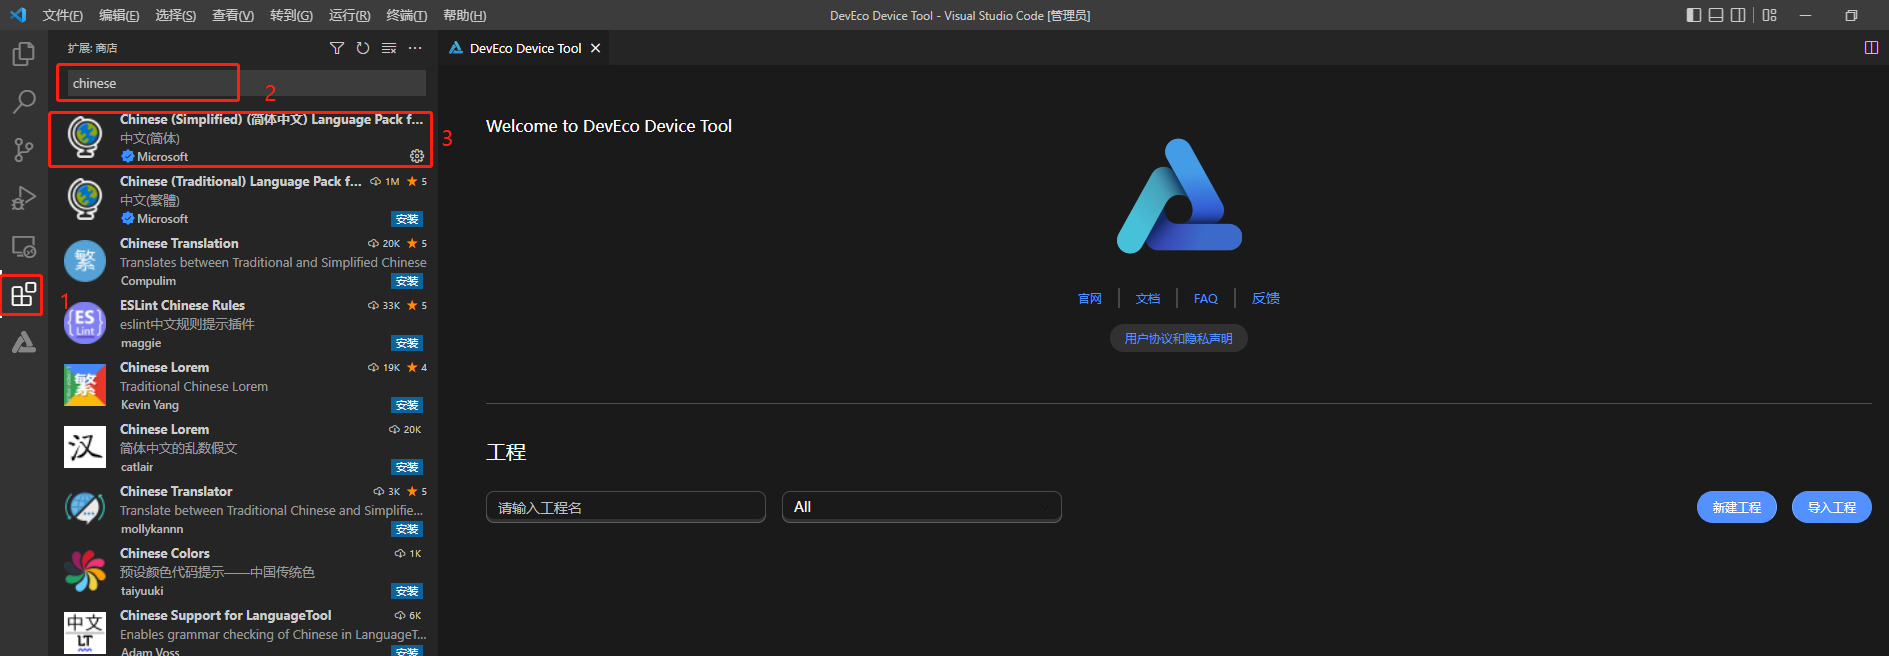 文件(F) 编辑(E) 选择(S) 查看(V) 转到(G) 运行(R) 终端(T) 帮助(H)
DevEco Device Tool - Visual Studio Code [管理员]
扩展: 商店
chinese
2
Chinese (Simplified) (简体中文) Language Pack f...
中文(简体)
Microsoft
3
Chinese (Traditional) Language Pack f... 1M 5
中文(繁體)
Microsoft 安装
繁
Chinese Translation 20K 5
Translates between Traditional and Simplified Chinese
Compulim 安装
1
{ES}
Lint
ESLint Chinese Rules 33K 5
eslint中文规则提示插件
maggie 安装
繁
Chinese Lorem 19K 4
Traditional Chinese Lorem
Kevin Yang 安装
汉
Chinese Lorem 20K
简体中文的乱数假文
catlair 安装
Chinese Translator 3K 5
Translate between Traditional Chinese and Simplifie...
mollykannn 安装
Chinese Colors 1K
预设颜色代码提示——中国传统色
taiyuuki 安装
中文
LT
Chinese Support for LanguageTool 6K
Enables grammar checking of Chinese in LanguageT...
Adam Voss 安装
DevEco Device Tool
Welcome to DevEco Device Tool
官网 文档 FAQ 反馈
用户协议和隐私声明
工程
请输入工程名 All 新建工程 导入工程